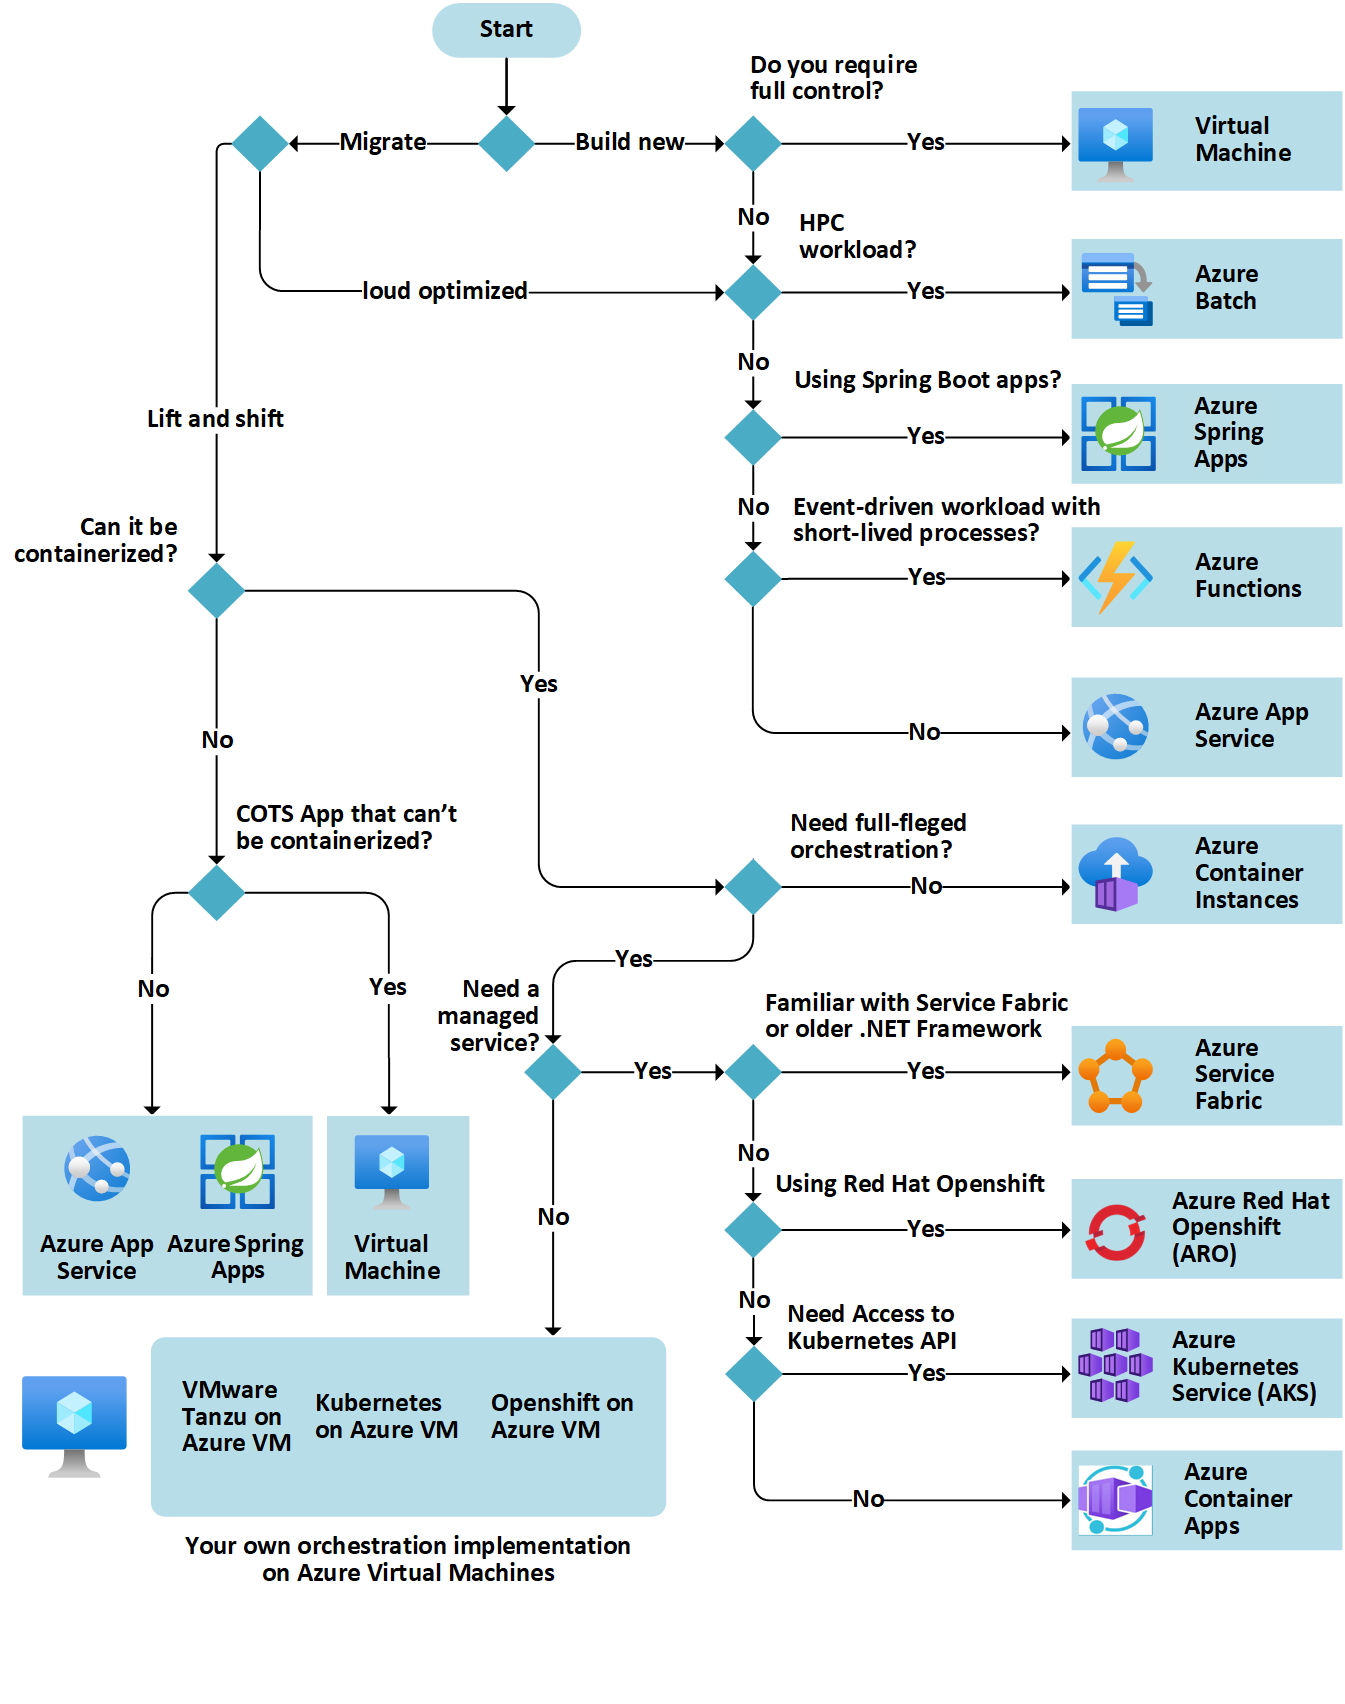 Start
Do you require
full control?
Migrate
Build new
Yes
Virtual
Machine
No
HPC
workload?
loud optimized
Yes
Azure
Batch
No
Using Spring Boot apps?
Lift and shift
Yes
Azure
Spring
Apps
No
Event-driven workload with
short-lived processes?
Can it be
containerized?
Yes
Azure
Functions
Yes
No
No
Azure App
Service
COTS App that can’t
be containerized?
Need full-fleged
orchestration?
No
Azure
Container
Instances
Yes
No
Yes
Need a
managed
service?
Familiar with Service Fabric
or older .NET Framework
Yes
Yes
Azure
Service
Fabric
No
Using Red Hat Openshift
Yes
Azure Red Hat
Openshift
(ARO)
No
Azure App
Service
Azure Spring
Apps
Virtual
Machine
No
Need Access to
Kubernetes API
Yes
Azure
Kubernetes
Service (AKS)
VMware
Tanzu on
Azure VM
Kubernetes
on Azure VM
Openshift on
Azure VM
No
Azure
Container
Apps
Your own orchestration implementation
on Azure Virtual Machines